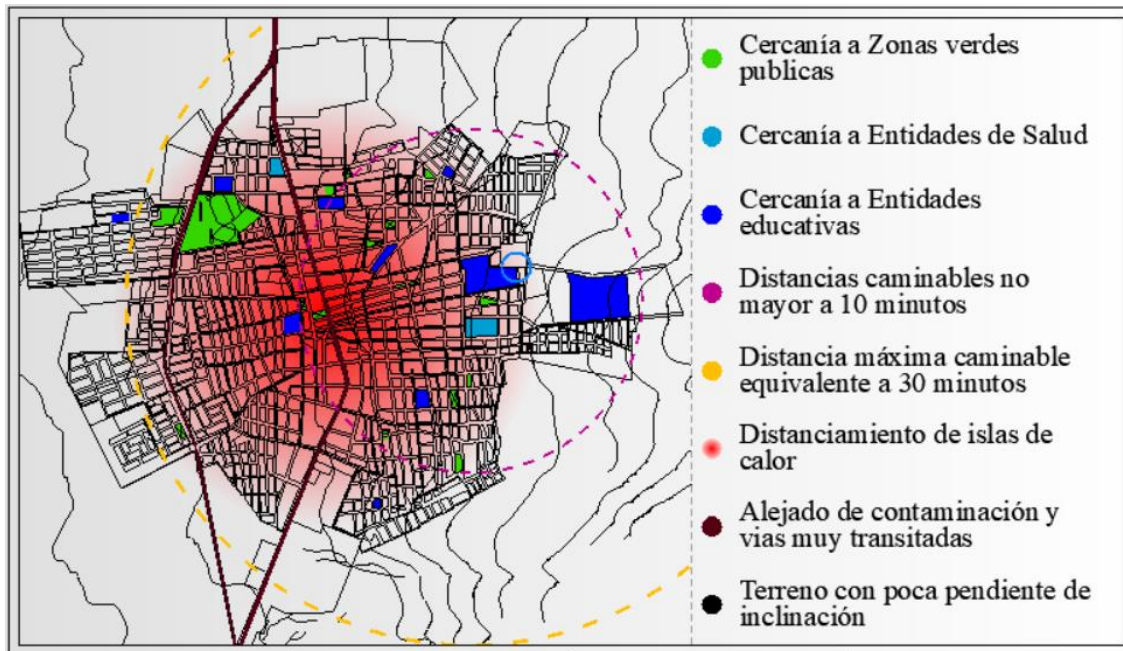 Cercanía a Zonas verdes
publicas
Cercanía a Entidades de Salud
Cercanía a Entidades
educativas
Distancias caminables no
mayor a 10 minutos
Distancia máxima caminable
equivalente a 30 minutos
Distanciamiento de islas de
calor
Alejado de contaminación y
vias muy transitadas
Terreno con poca pendiente de
inclinación